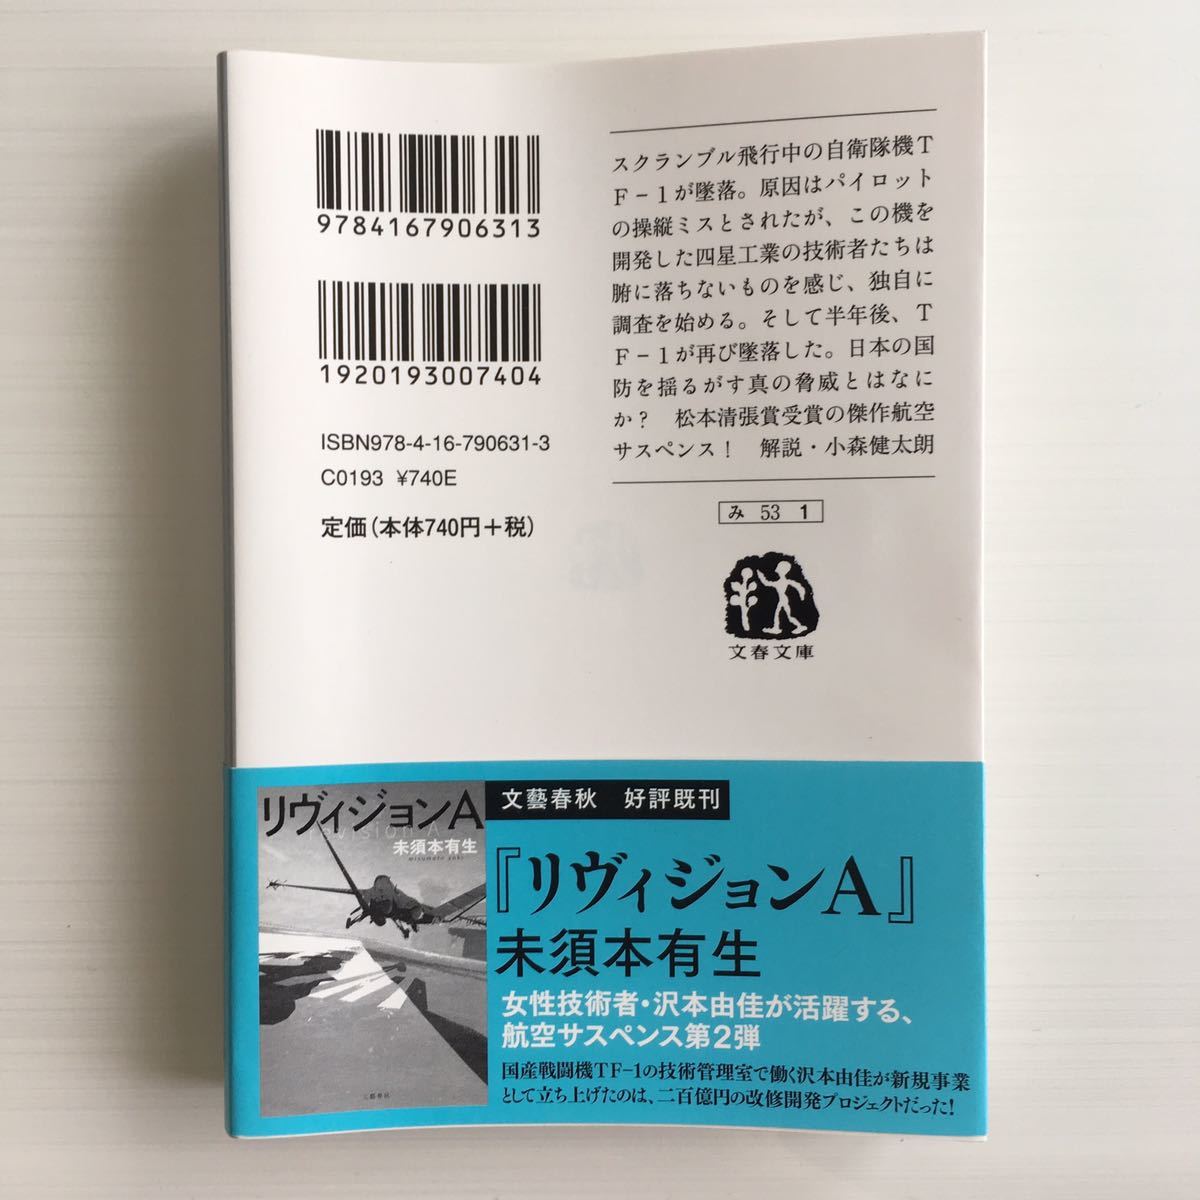 9784167906313
1920193007404
ISBN978-4-16-790631-3
C0193 ¥740E
定価(本体740円+税)
スクランブル飛行中の自衛隊機T
F-1が墜落。原因はパイロット
の操縦ミスとされたが、この機を
開発した四星工業の技術者たちは
腑に落ちないものを感じ、独自に
調査を始める。そして半年後、T
F-1が再び墜落した。日本の国
防を揺るがす真の脅威とはなに
か? 松本清張賞受賞の傑作航空
サスペンス! 解説・小森健太朗
み 53 1
文春文庫
リヴィジョンA
revision A
未須本有生
misumoto yuki
文藝春秋
文藝春秋 好評既刊
『リヴィジョンA』
未須本有生
女性技術者・沢本由佳が活躍する、
航空サスペンス第2弾
国産戦闘機TF-1の技術管理室で働く沢本由佳が新規事業
として立ち上げたのは、二百億円の改修開発プロジェクトだった!